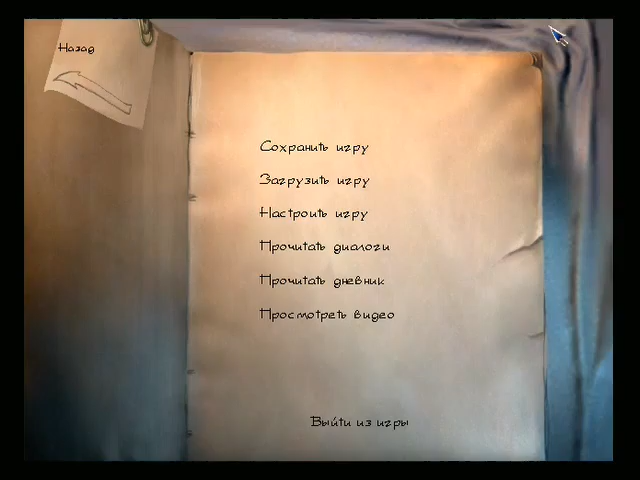 Назад
Сохранить игру
Загрузить игру
Настроить игру
Прочитать диалоги
Прочитать дневник
Просмотреть видео
Выйти из игры